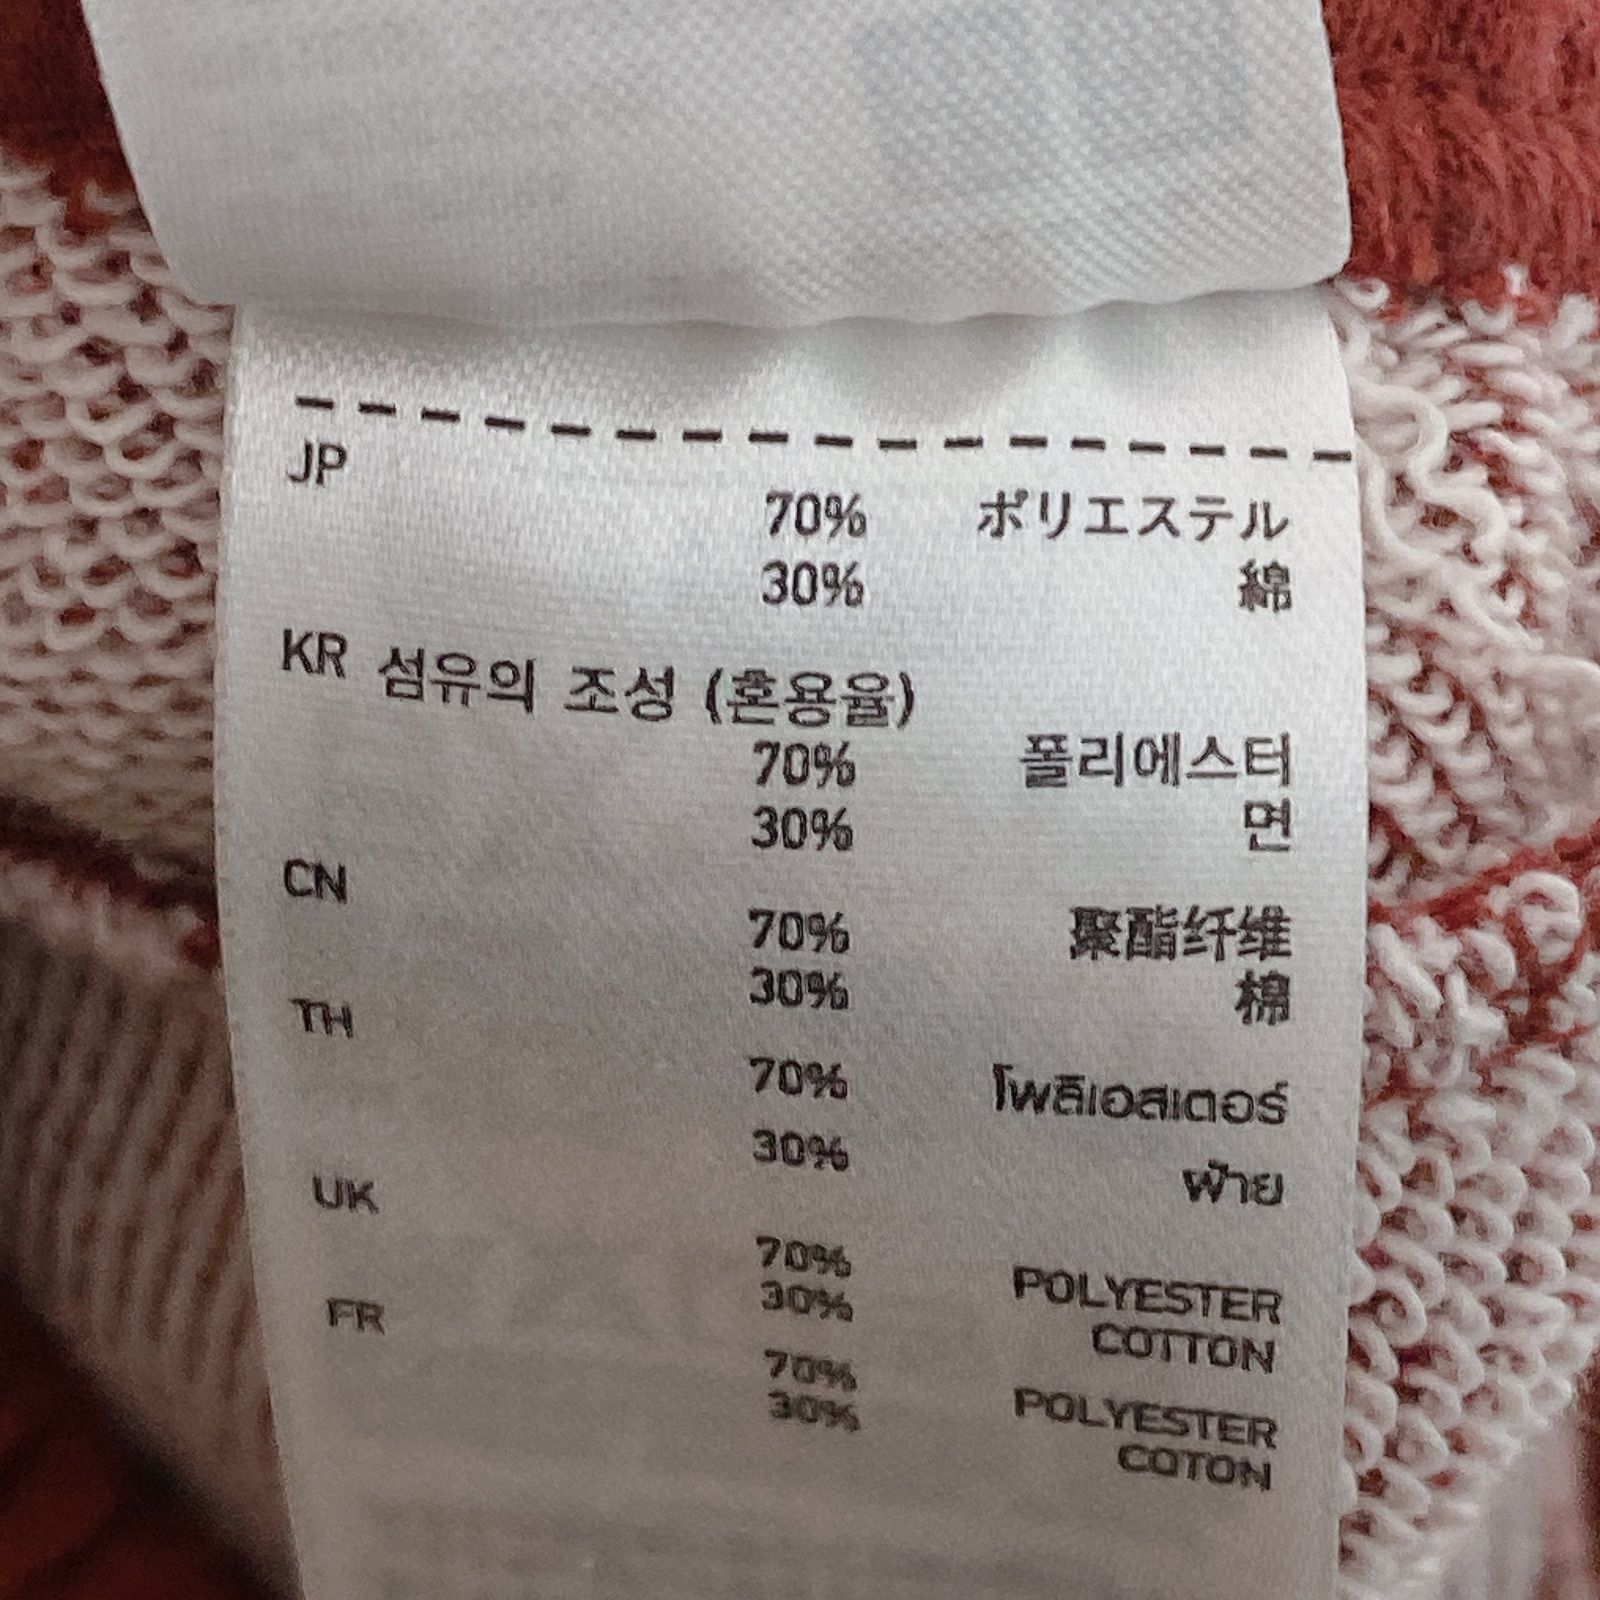 JP
70% ポリエステル
30% 綿
KR 섬유의 조성 (혼용율)
70% 폴리에스터
30% 면
CN
70% 聚酯纤维
30% 棉
TH
70% โพลิเอสเตอร์
30% ฝ้าย
UK
70% POLYESTER
30% COTTON
FR
70% POLYESTER
30% COTON